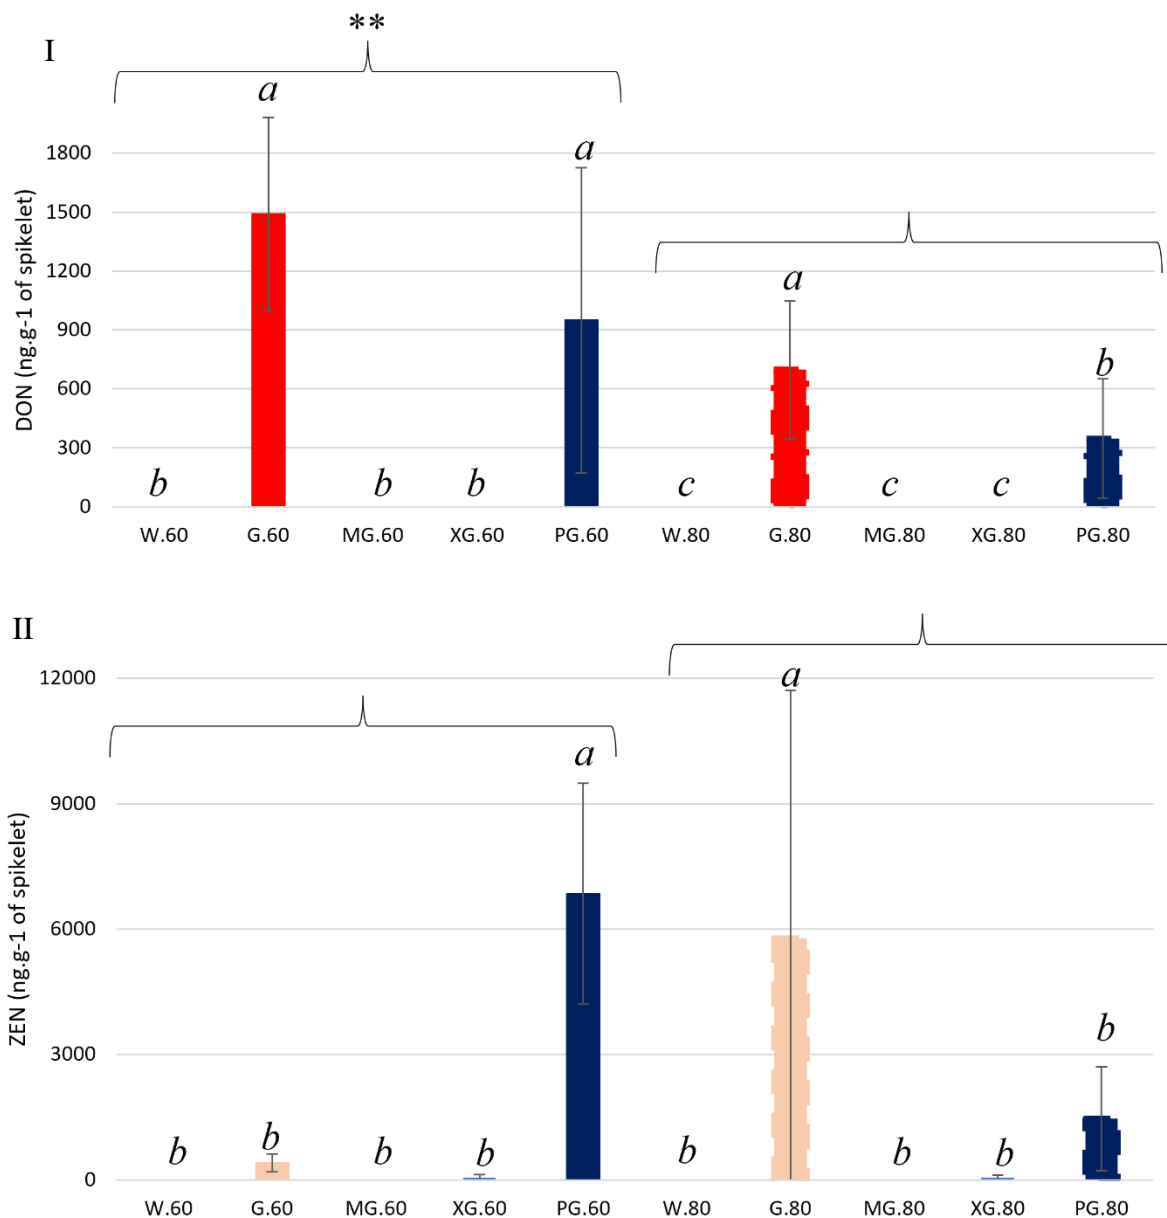 I
**
a
a
a
b
b
b
b
c
c
c
DON (ng.g-1 of spikelet)
1800
1500
1200
900
600
300
0
W.60 G.60 MG.60 XG.60 PG.60 W.80 G.80 MG.80 XG.80 PG.80
II
a
a
b
b
b
b
b
b
b
b
ZEN (ng.g-1 of spikelet)
12000
9000
6000
3000
0
W.60 G.60 MG.60 XG.60 PG.60 W.80 G.80 MG.80 XG.80 PG.80